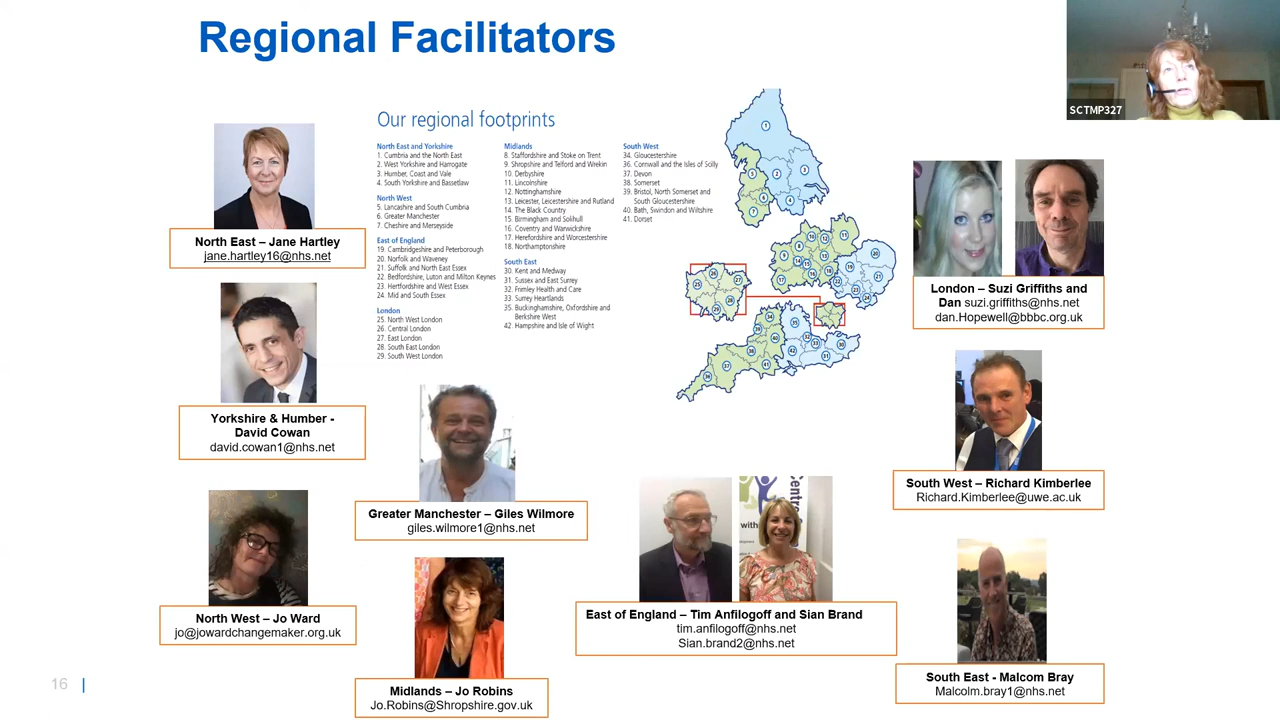 Regional Facilitators
SCTMP327
Our regional footprints
North East and Yorkshire
1. Cumbria and the North East
2. West Yorkshire and Harrogate
3. Humber, Coast and Vale
4. South Yorkshire and Bassetlaw
North West
5. Lancashire and South Cumbria
6. Greater Manchester
7. Cheshire and Merseyside
East of England
19. Cambridgeshire and Peterborough
20. Norfolk and Waveney
21. Suffolk and North East Essex
22. Bedfordshire, Luton and Milton Keynes
23. Hertfordshire and West Essex
24. Mid and South Essex
London
25. North West London
26. Central London
27. East London
28. South East London
29. South West London
Midlands
8. Staffordshire and Stoke on Trent
9. Shropshire and Telford and Wrekin
10. Derbyshire
11. Lincolnshire
12. Nottinghamshire
13. Leicester, Leicestershire and Rutland
14. The Black Country
15. Birmingham and Solihull
16. Coventry and Warwickshire
17. Herefordshire and Worcestershire
18. Northamptonshire
South East
30. Kent and Medway
31. Sussex and East Surrey
32. Frimley Health and Care
33. Surrey Heartlands
35. Buckinghamshire, Oxfordshire and
Berkshire West
42. Hampshire and Isle of Wight
South West
34. Gloucestershire
36. Cornwall and the Isles of Scilly
37. Devon
38. Somerset
39. Bristol, North Somerset and
South Gloucestershire
40. Bath, Swindon and Wiltshire
41. Dorset
North East – Jane Hartley
jane.hartley16@nhs.net
Yorkshire & Humber -
David Cowan
david.cowan1@nhs.net
North West – Jo Ward
jo@jowardchangemaker.org.uk
Greater Manchester – Giles Wilmore
giles.wilmore1@nhs.net
Midlands – Jo Robins
Jo.Robins@Shropshire.gov.uk
East of England – Tim Anfilogoff and Sian Brand
tim.anfilogoff@nhs.net
Sian.brand2@nhs.net
London – Suzi Griffiths and
Dan suzi.griffiths@nhs.net
dan.Hopewell@bbbc.org.uk
South West – Richard Kimberlee
Richard.Kimberlee@uwe.ac.uk
South East - Malcom Bray
Malcolm.bray1@nhs.net
16